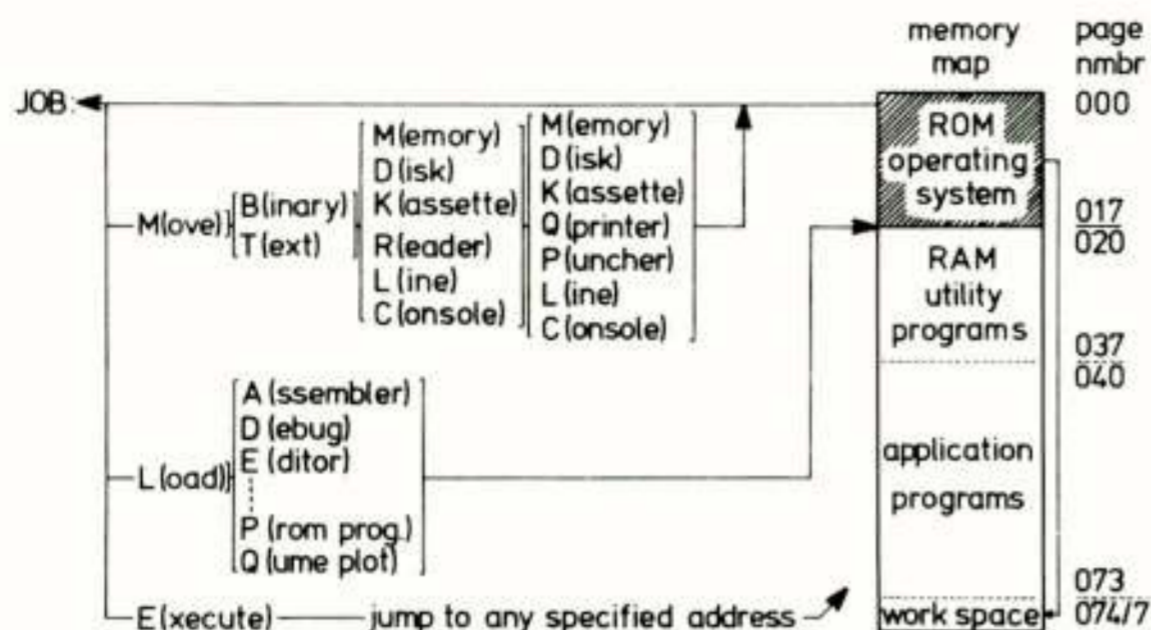 JOB:
M(ove)
B(inary)
T(ext)
M(emory)
D(isk)
K(assette)
R(eader)
L(ine)
C(onsole)
M(emory)
D(isk)
K(assette)
Q(printer)
P(uncher)
L(ine)
C(onsole)
L(oad)
A(ssembler)
D(ebug)
E(ditor)
P(rom prog.)
Q(ume plot)
E(xecute)
jump to any specified address
memory
map
ROM
operating
system
RAM
utility
programs
application
programs
work space
page
nmbr
000
017
020
037
040
073
074/7